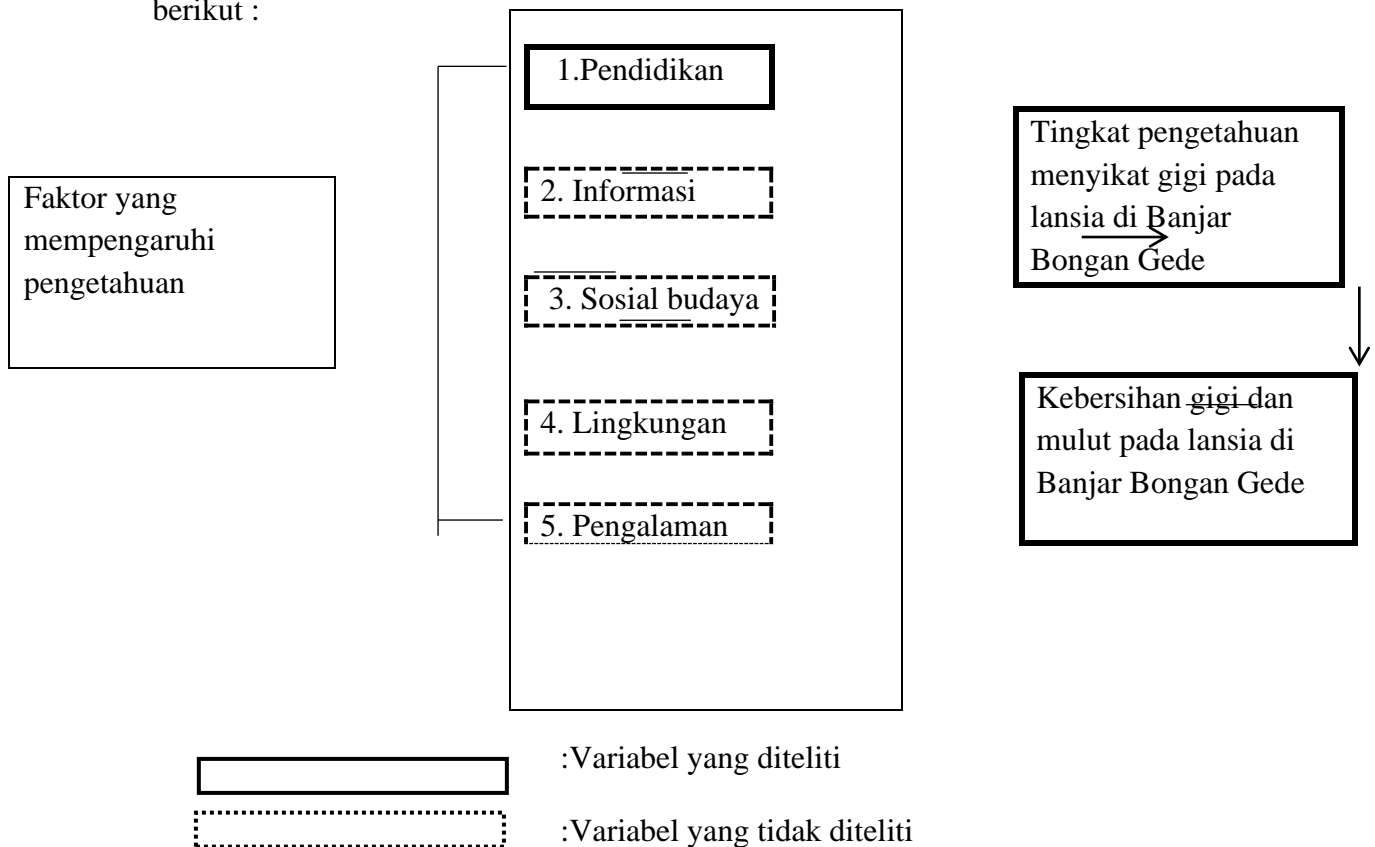 berikut :
Faktor yang
mempengaruhi
pengetahuan
1.Pendidikan
2. Informasi
3. Sosial budaya
4. Lingkungan
5. Pengalaman
Tingkat pengetahuan
menyikat gigi pada
lansia di Banjar
Bongan Gede
Kebersihan gigi dan
mulut pada lansia di
Banjar Bongan Gede
:Variabel yang diteliti
:Variabel yang tidak diteliti